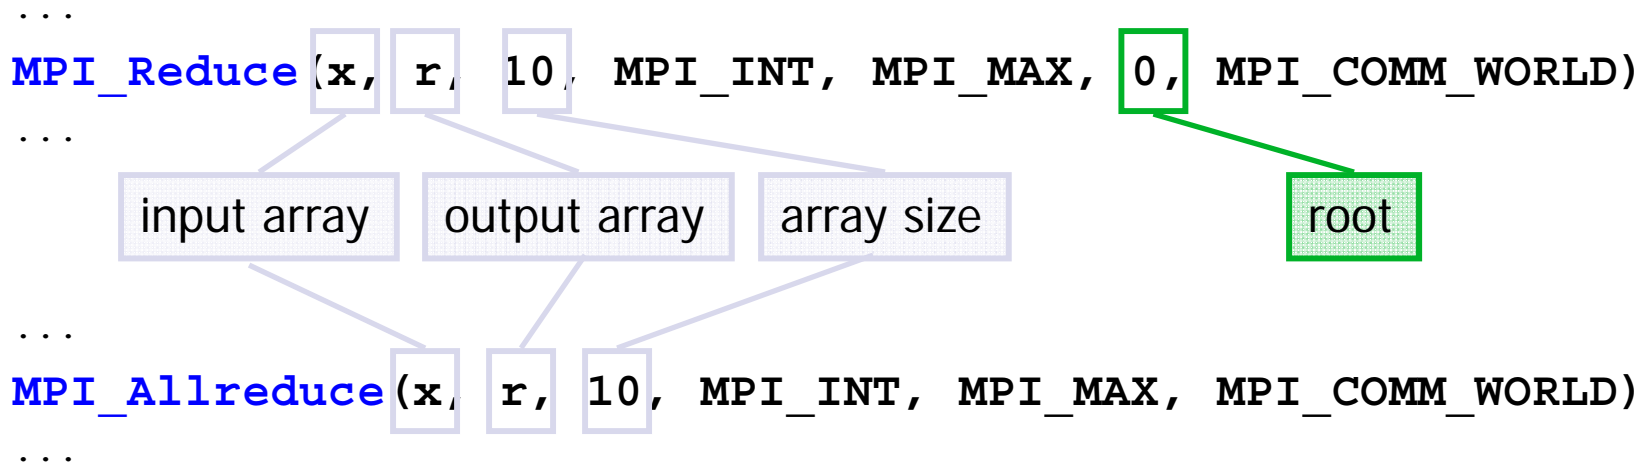 ...
MPI_Reduce(x, r, 10, MPI_INT, MPI_MAX, 0, MPI_COMM_WORLD)
...
input array output array array size root
...
MPI_Allreduce(x, r, 10, MPI_INT, MPI_MAX, MPI_COMM_WORLD)
...